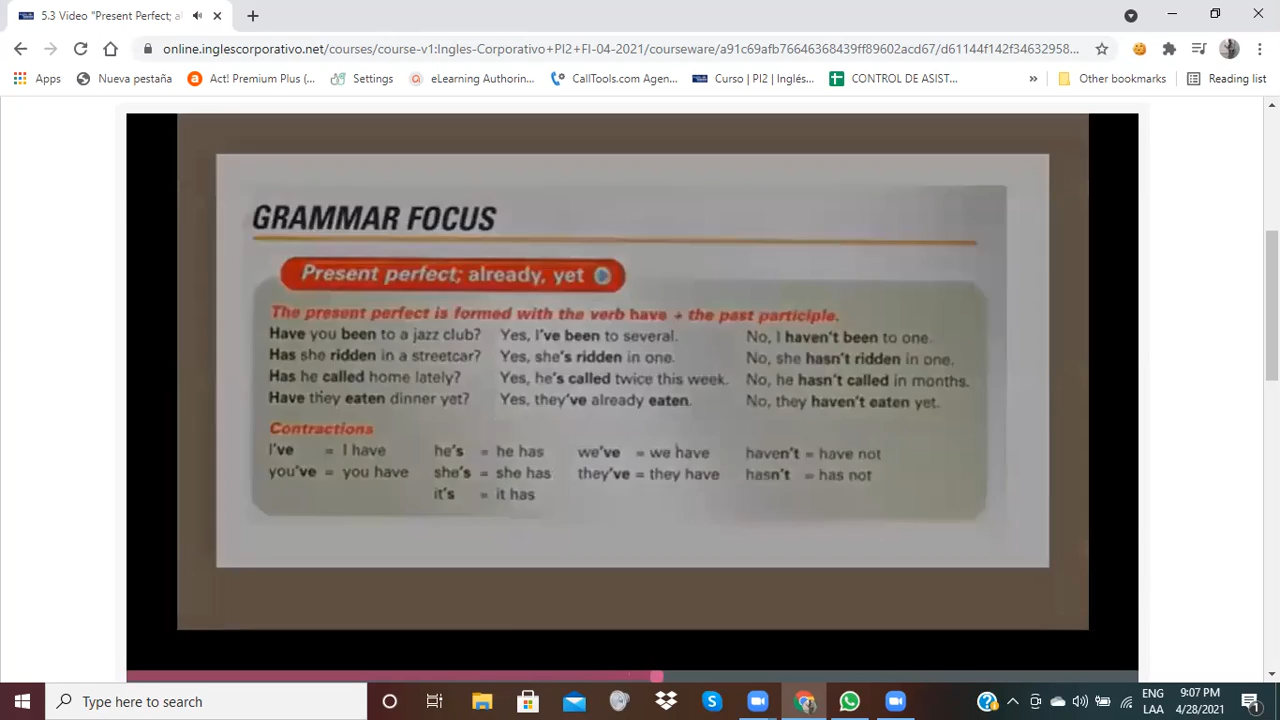 5.3 Video "Present Perfect; al
online.inglescorporativo.net/courses/course-v1:Ingles-Corporativo+PI2+FI-04-2021/courseware/a91c69afb76646368439ff89602acd67/d61144f142f34632958...
Apps Nueva pestaña Act! Premium Plus (... Settings eLearning Authorin... CallTools.com Agen... Curso | PI2 | Inglés... CONTROL DE ASIST... » Other bookmarks Reading list
GRAMMAR FOCUS
Present perfect; already, yet
The present perfect is formed with the verb have + the past participle.
Have you been to a jazz club? Yes, I've been to several. No, I haven't been to one.
Has she ridden in a streetcar? Yes, she's ridden in one. No, she hasn't ridden in one.
Has he called home lately? Yes, he's called twice this week. No, he hasn't called in months.
Have they eaten dinner yet? Yes, they've already eaten. No, they haven't eaten yet.
Contractions
I've = I have he's = he has we've = we have haven't = have not
you've = you have she's = she has they've = they have hasn't = has not
it's = it has
Type here to search
ENG 9:07 PM
LAA 4/28/2021